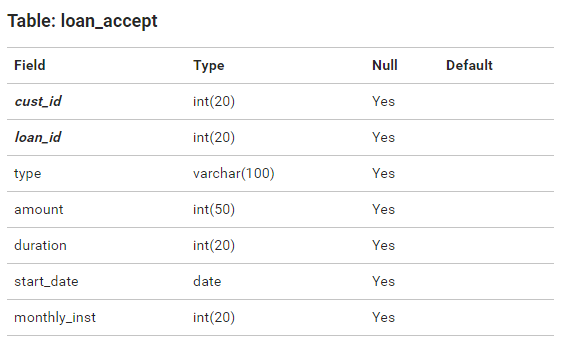 Table: loan_accept
Field Type Null Default
cust_id int(20) Yes
loan_id int(20) Yes
type varchar(100) Yes
amount int(50) Yes
duration int(20) Yes
start_date date Yes
monthly_inst int(20) Yes